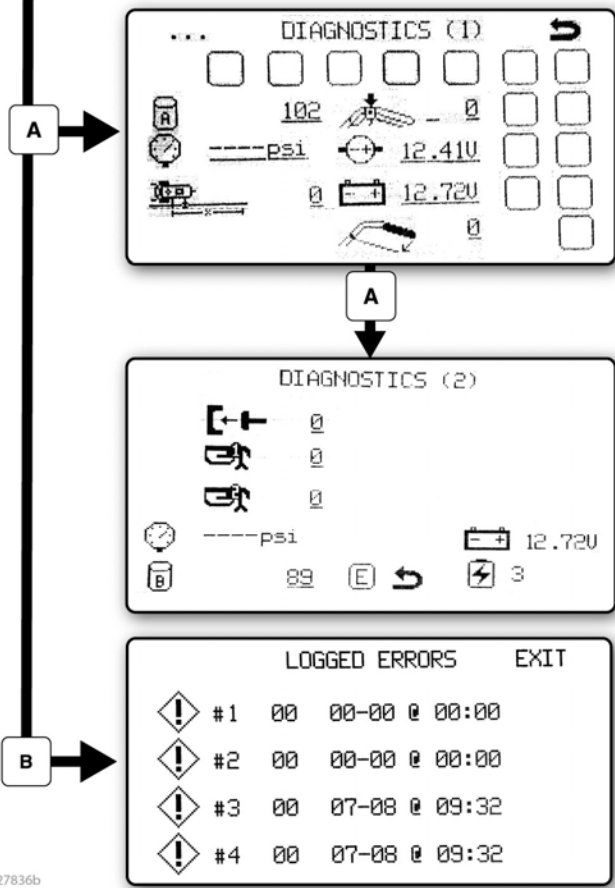 ... DIAGNOSTICS (1)
A 102 _ 0
----psi - + 12.41V
x 0 - + 12.72V
0
A
A
DIAGNOSTICS (2)
0
1 0
2 0
----psi - + 12.72V
B 89 E 3
LOGGED ERRORS EXIT
#1 00 00-00 @ 00:00
#2 00 00-00 @ 00:00
B
#3 00 07-08 @ 09:32
#4 00 07-08 @ 09:32
27836b